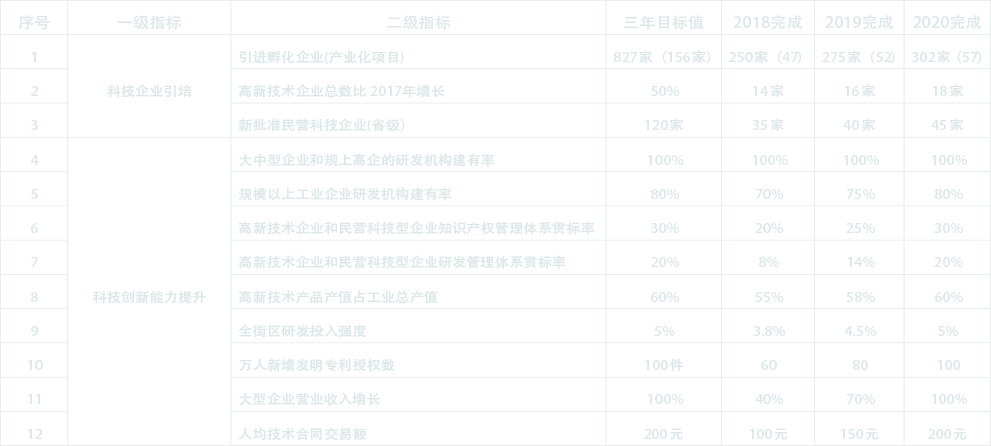 序号 一级指标 二级指标 三年目标值 2018完成 2019完成 2020完成
1 引进孵化企业(产业化项目) 827家（156家） 250家（47） 275家（52） 302家（57）
2 科技企业引培 高新技术企业总数比 2017年增长 50% 14家 16家 18家
3 新批准民营科技企业(省级） 120家 35家 40家 45家
4 大中型企业和规上高企的研发机构建有率 100% 100% 100% 100%
5 规模以上工业企业研发机构建有率 80% 70% 75% 80%
6 高新技术企业和民营科技型企业知识产权管理体系贯标率 30% 20% 25% 30%
7 高新技术企业和民营科技型企业研发管理体系贯标率 20% 8% 14% 20%
8 科技创新能力提升 高新技术产品产值占工业总产值 60% 55% 58% 60%
9 全街区研发投入强度 5% 3.8% 4.5% 5%
10 万人新增发明专利授权数 100件 60 80 100
11 大型企业营业收入增长 100% 40% 70% 100%
12 人均技术合同交易额 200元 100元 150元 200元